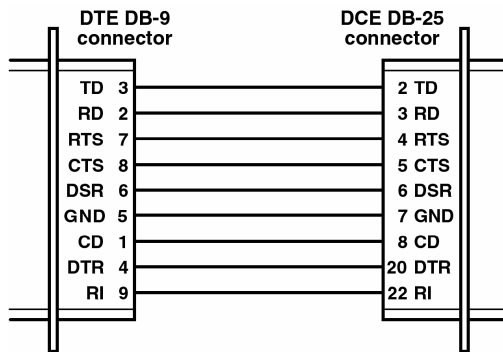 DTE DB-9
connector
DCE DB-25
connector
TD 3 2 TD
RD 2 3 RD
RTS 7 4 RTS
CTS 8 5 CTS
DSR 6 6 DSR
GND 5 7 GND
CD 1 8 CD
DTR 4 20 DTR
RI 9 22 RI